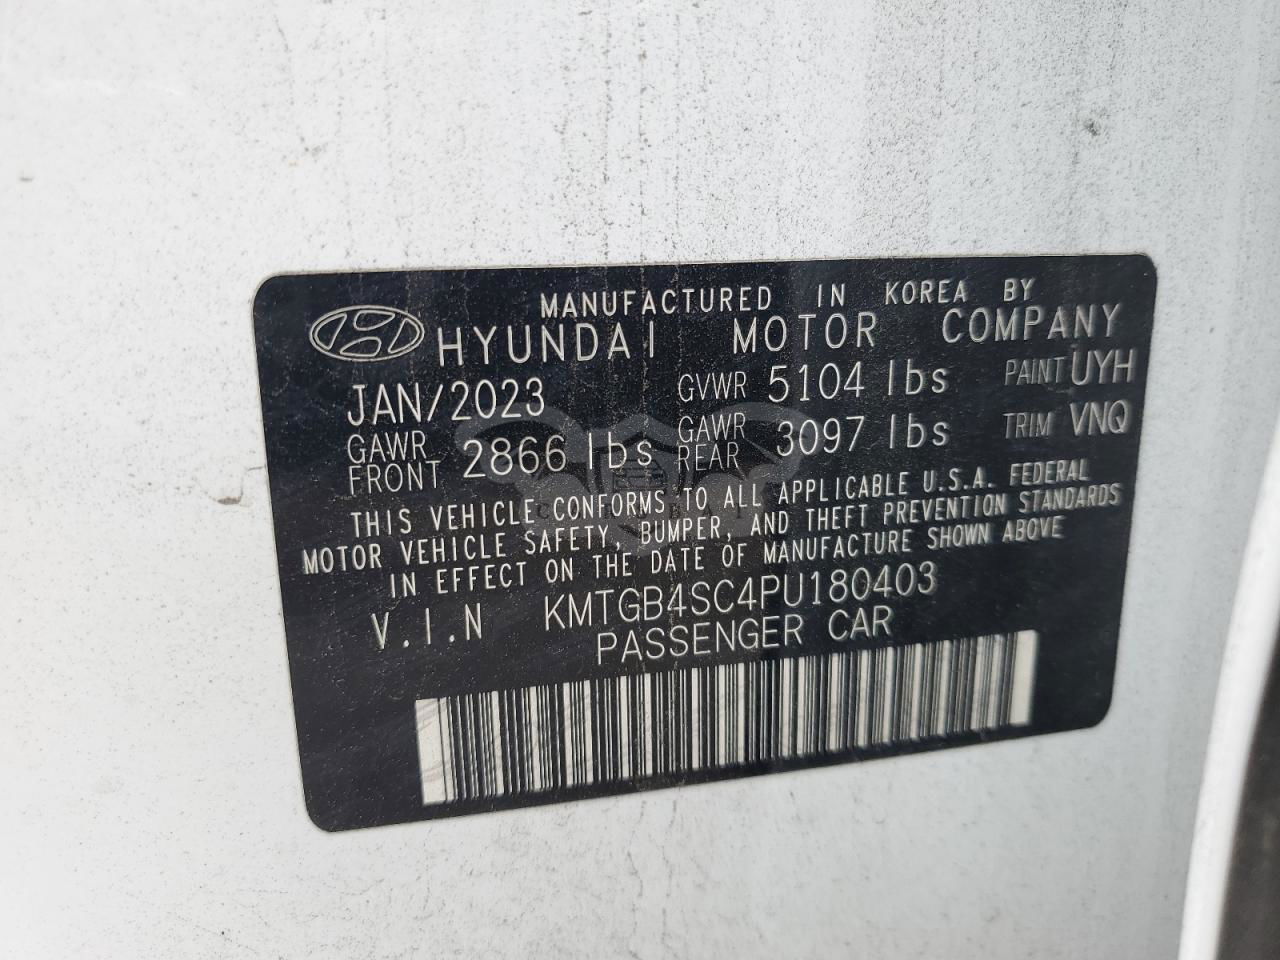 MANUFACTURED IN KOREA BY
HYUNDAI MOTOR COMPANY
JAN/2023 GVWR 5104 lbs PAINT UYH
GAWR FRONT 2866 lbs GAWR REAR 3097 lbs TRIM VNQ
THIS VEHICLE CONFORMS TO ALL APPLICABLE U.S.A. FEDERAL
MOTOR VEHICLE SAFETY, BUMPER, AND THEFT PREVENTION STANDARDS
IN EFFECT ON THE DATE OF MANUFACTURE SHOWN ABOVE
V.I.N KMTGB4SC4PU180403
PASSENGER CAR